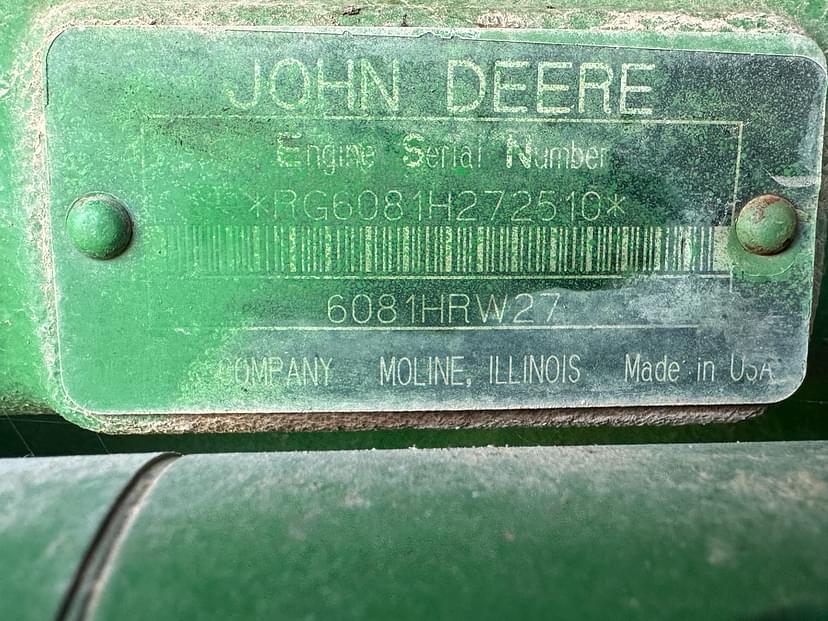 JOHN DEERE
Engine Serial Number
*RG6081H272510*
6081HRW27
COMPANY MOLINE, ILLINOIS Made in USA